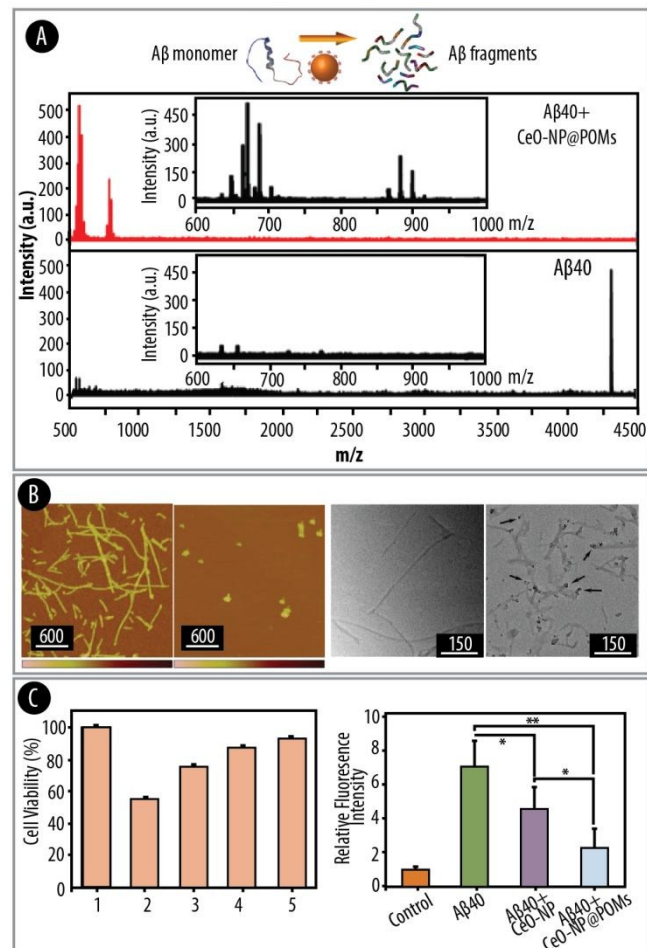 A
Aβ monomer
Aβ fragments
Intensity (a.u.)
500
400
300
200
100
0
Intensity (a.u.)
450
300
150
0
600
700
800
900
1000
m/z
Aβ40+
CeO-NP@POMs
500
400
300
200
100
0
Intensity (a.u.)
450
300
150
0
600
700
800
900
1000
m/z
Aβ40
500
1000
1500
2000
2500
3000
3500
4000
4500
m/z
B
600
600
150
150
C
Cell Viability (%)
100
80
60
40
20
0
1
2
3
4
5
Relative Fluoresence
Intensity
10
8
6
4
2
0
**
*
*
Control
Aβ40
Aβ40+
CeO-NP
Aβ40+
CeO-NP@POMs